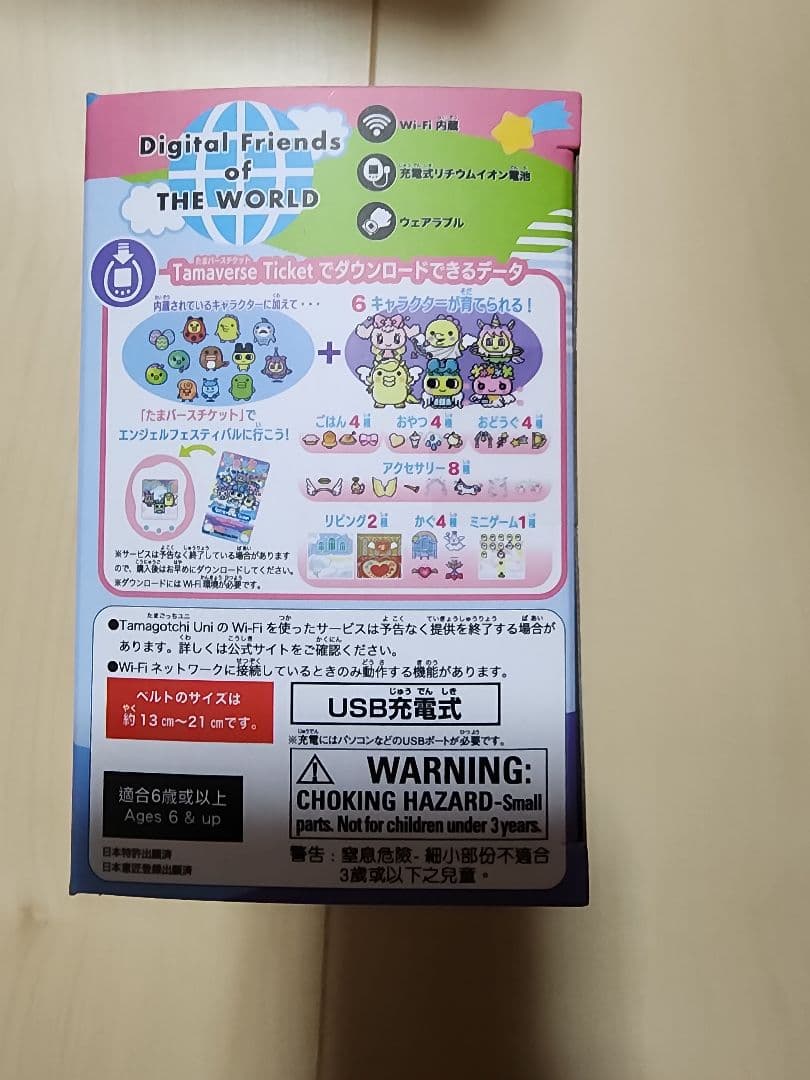 Digital Friends
of
THE WORLD
Wi-Fi 内蔵
充電式リチウムイオン電池
ウェアラブル
Tamaverse Ticket でダウンロードできるデータ
内蔵されているキャラクターに加えて・・・
6 キャラクターが育てられる!
「たまバースチケット」で
エンジェルフェスティバルに行こう!
ごはん4種
おやつ4種
おどうぐ4種
アクセサリー8種
リビング2種
かぐ4種
ミニゲーム1種
※サービスは予告なく終了している場合があります
ので、購入後はお早めにダウンロードしてください。
※ダウンロードにはWi-Fi環境が必要です。
●Tamagotchi Uni の Wi-Fi を使ったサービスは予告なく提供を終了する場合が
あります。詳しくは公式サイトをご確認ください。
●Wi-Fi ネットワークに接続しているときのみ動作する機能があります。
ベルトのサイズは
約13㎝〜21㎝です。
USB充電式
※充電にはパソコンなどのUSBポートが必要です。
適合6歲或以上
Ages 6 & up
WARNING:
CHOKING HAZARD-Small
parts. Not for children under 3 years.
警告:窒息危險-細小部份不適合
3歲或以下之兒童。
日本特許出願済
日本意匠登録出願済